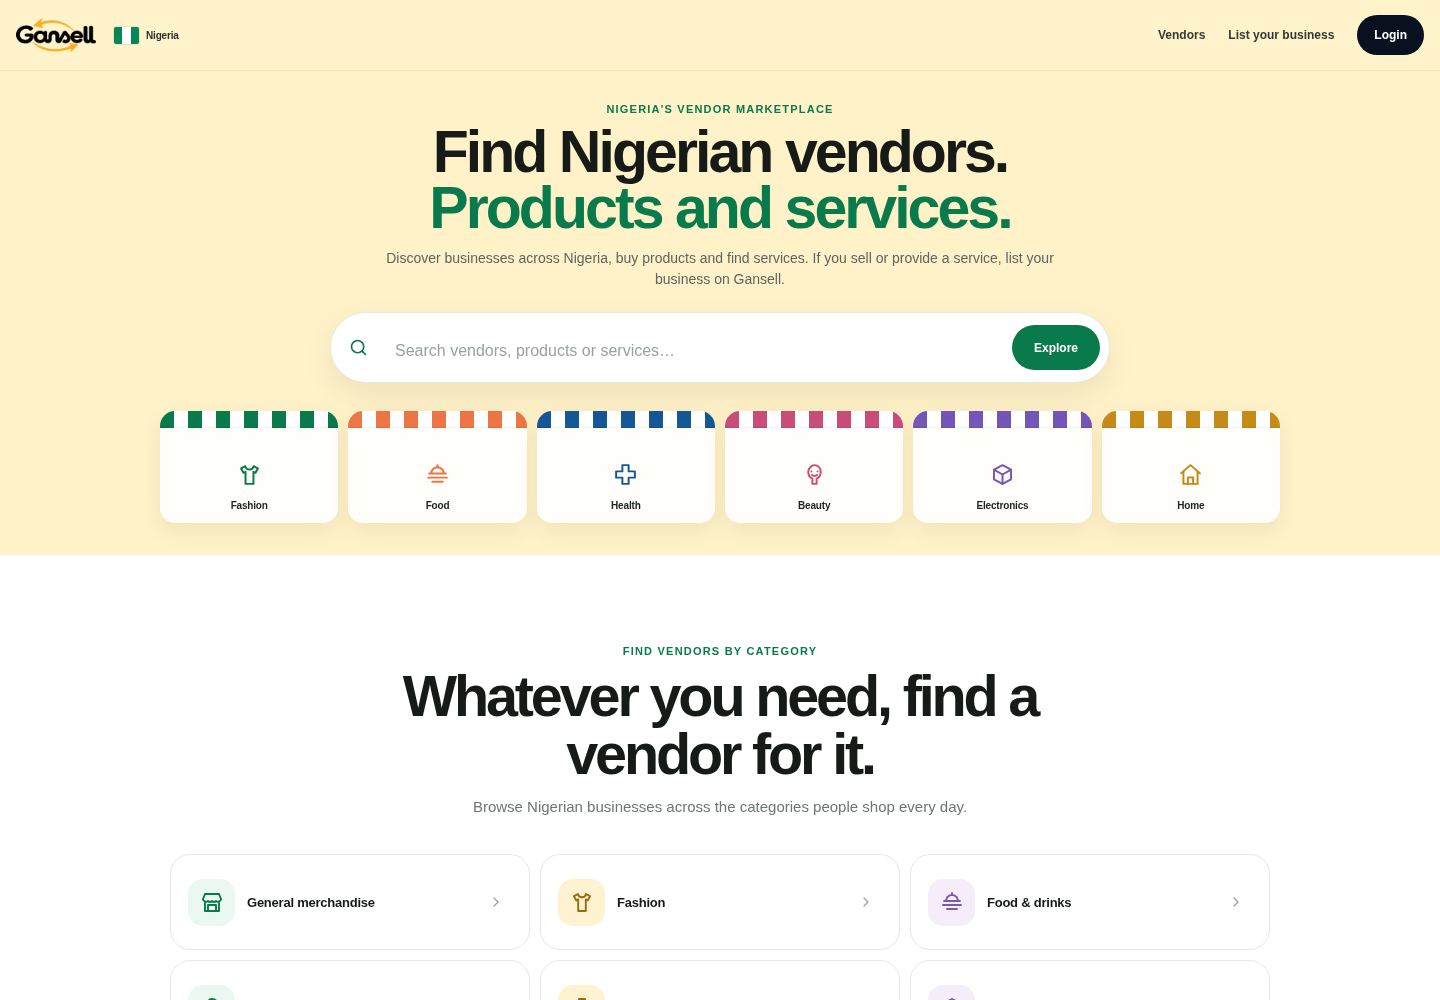 Gansell
Nigeria
Vendors
List your business
Login
NIGERIA'S VENDOR MARKETPLACE
Find Nigerian vendors.
Products and services.
Discover businesses across Nigeria, buy products and find services. If you sell or provide a service, list your
business on Gansell.
Search vendors, products or services…
Explore
Fashion
Food
Health
Beauty
Electronics
Home
FIND VENDORS BY CATEGORY
Whatever you need, find a
vendor for it.
Browse Nigerian businesses across the categories people shop every day.
General merchandise
Fashion
Food & drinks